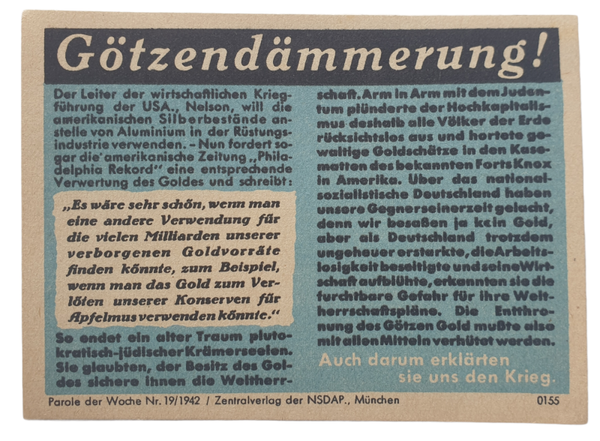 Götzendämmerung!
Der Leiter der wirtschaftlichen Krieg-
führung der USA., Nelson, will die
amerikanischen Silberbestände an-
stelle von Aluminium in der Rüstungs-
industrie verwenden. – Nun fordert so-
gar die amerikanische Zeitung „Phila-
delphia Rekord” eine entsprechende
Verwertung des Goldes und schreibt:
„Es wäre sehr schön, wenn man
eine andere Verwendung für
die vielen Milliarden unserer
verborgenen Goldvorräte
finden könnte, zum Beispiel,
wenn man das Gold zum Ver-
löten unserer Konserven für
Apfelmus verwenden könnte.“
So endet ein alter Traum pluto-
kratisch-jüdischer Krämerseelen.
Sie glaubten, der Besitz des Gol-
des sichere ihnen die Weltherr-
schaft. Arm in Arm mit dem Juden-
tum plünderte der Hochkapitalis-
mus deshalb alle Völker der Erde
rücksichtslos aus und hortete ge-
waltige Goldschätze in den Kase-
matten des bekannten Forts Knox
in Amerika. Über das national-
sozialistische Deutschland haben
unsere Gegner seinerzeit gelacht,
denn wir besaßen ja kein Gold,
aber als Deutschland trotzdem
ungeheuer erstarkte, die Arbeits-
losigkeit beseitigte und seine Wirt-
schaft aufblühte, erkannten sie die
furchtbare Gefahr für ihre Welt-
herrschaftspläne. Die Entthro-
nung des Götzen Gold mußte also
mit allen Mitteln verhütet werden.
Auch darum erklärten
sie uns den Krieg.
Parole der Woche Nr. 19/1942 / Zentralverlag der NSDAP., München
0155